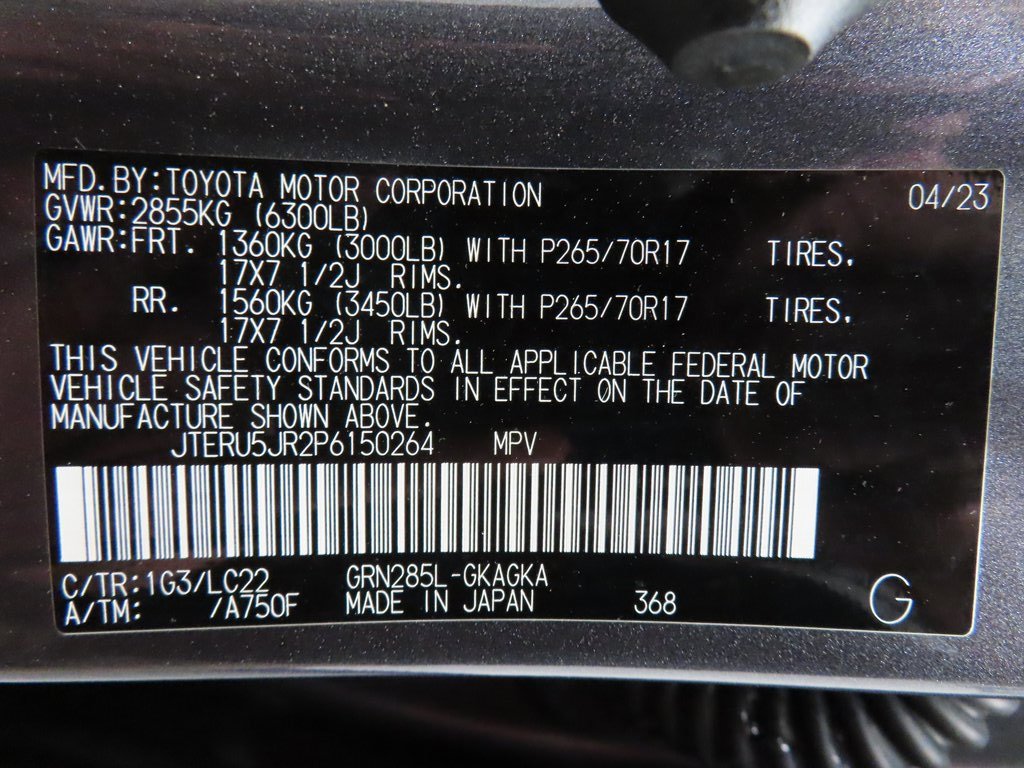 MFD.BY:TOYOTA MOTOR CORPORATION 04/23
GVWR:2855KG (6300LB)
GAWR:FRT. 1360KG (3000LB) WITH P265/70R17 TIRES.
17X7 1/2J RIMS.
RR. 1560KG (3450LB) WITH P265/70R17 TIRES.
17X7 1/2J RIMS.
THIS VEHICLE CONFORMS TO ALL APPLICABLE FEDERAL MOTOR
VEHICLE SAFETY STANDARDS IN EFFECT ON THE DATE OF
MANUFACTURE SHOWN ABOVE.
JTERU5JR2P6150264 MPV
C/TR:1G3/LC22 GRN285L-GKAGKA
A/TM: /A750F MADE IN JAPAN 368 G